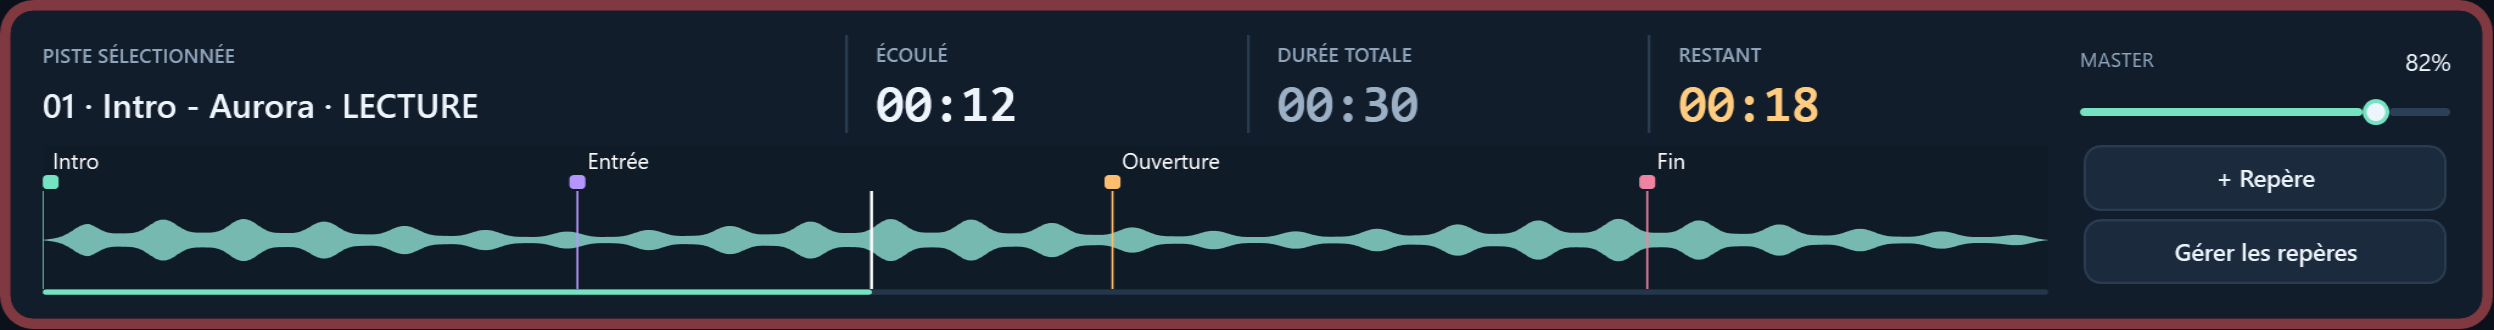 PISTE SÉLECTIONNÉE
01 · Intro - Aurora · LECTURE
ÉCOULÉ
00:12
DURÉE TOTALE
00:30
RESTANT
00:18
MASTER
82%
Intro
Entrée
Ouverture
Fin
+ Repère
Gérer les repères